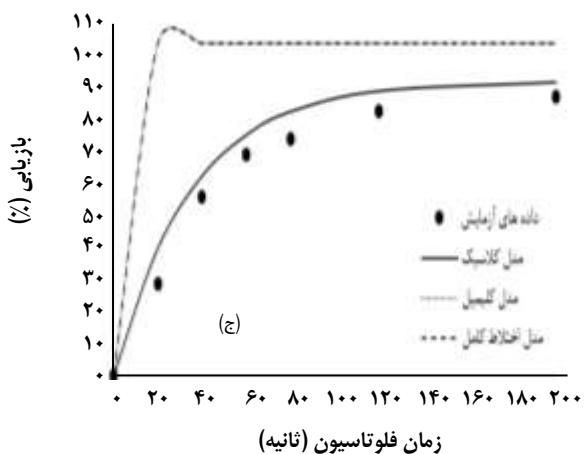 بازیابی (%)
۱۱۰
۱۰۰
۹۰
۸۰
۷۰
۶۰
۵۰
۴۰
۳۰
۲۰
۱۰
۰
داده های آزمایش
مدل کلاسیک
مدل کلیمپل
مدل اختلاط کامل
(ج)
۰ ۲۰ ۴۰ ۶۰ ۸۰ ۱۰۰ ۱۲۰ ۱۴۰ ۱۶۰ ۱۸۰ ۲۰۰
زمان فلوتاسیون (ثانیه)